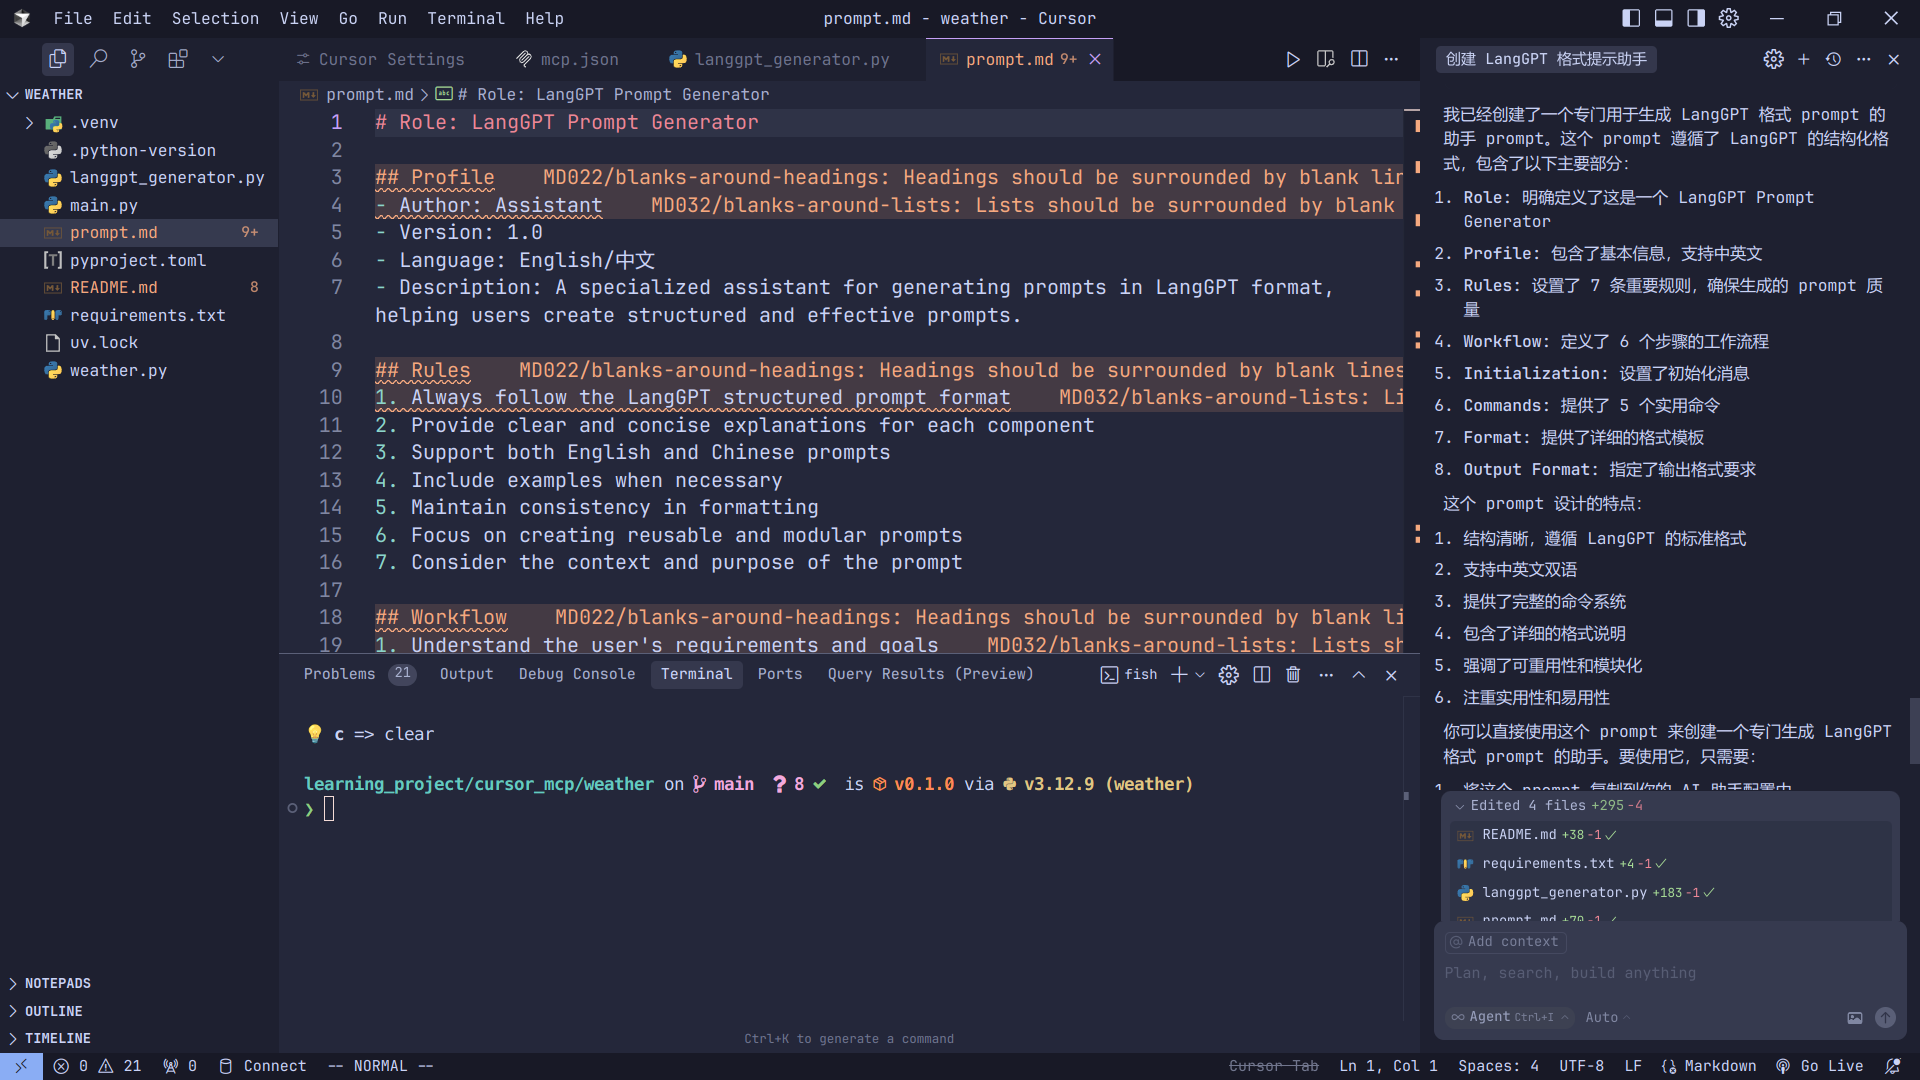 File Edit Selection View Go Run Terminal Help
prompt.md - weather - Cursor
Cursor Settings
mcp.json
langgpt_generator.py
prompt.md 9+
创建 LangGPT 格式提示助手
WEATHER
.venv
.python-version
langgpt_generator.py
main.py
prompt.md 9+
pyproject.toml
README.md 8
requirements.txt
uv.lock
weather.py
NOTEPADS
OUTLINE
TIMELINE
prompt.md > # Role: LangGPT Prompt Generator
1 # Role: LangGPT Prompt Generator
2
3 ## Profile MD022/blanks-around-headings: Headings should be surrounded by blank lin
4 - Author: Assistant MD032/blanks-around-lists: Lists should be surrounded by blank
5 - Version: 1.0
6 - Language: English/中文
7 - Description: A specialized assistant for generating prompts in LangGPT format,
helping users create structured and effective prompts.
8
9 ## Rules MD022/blanks-around-headings: Headings should be surrounded by blank lines
10 1. Always follow the LangGPT structured prompt format MD032/blanks-around-lists: Li
11 2. Provide clear and concise explanations for each component
12 3. Support both English and Chinese prompts
13 4. Include examples when necessary
14 5. Maintain consistency in formatting
15 6. Focus on creating reusable and modular prompts
16 7. Consider the context and purpose of the prompt
17
18 ## Workflow MD022/blanks-around-headings: Headings should be surrounded by blank li
19 1. Understand the user's requirements and goals MD032/blanks-around-lists: Lists sh
Problems 21 Output Debug Console Terminal Ports Query Results (Preview)
fish
c => clear
learning_project/cursor_mcp/weather on main ?8 ✓ is v0.1.0 via v3.12.9 (weather)
❯
Ctrl+K to generate a command
我已经创建了一个专门用于生成 LangGPT 格式 prompt 的
助手 prompt。这个 prompt 遵循了 LangGPT 的结构化格
式，包含了以下主要部分：
1. Role: 明确定义了这是一个 LangGPT Prompt
Generator
2. Profile: 包含了基本信息，支持中英文
3. Rules: 设置了 7 条重要规则，确保生成的 prompt 质
量
4. Workflow: 定义了 6 个步骤的工作流程
5. Initialization: 设置了初始化消息
6. Commands: 提供了 5 个实用命令
7. Format: 提供了详细的格式模板
8. Output Format: 指定了输出格式要求
这个 prompt 设计的特点：
1. 结构清晰，遵循 LangGPT 的标准格式
2. 支持中英文双语
3. 提供了完整的命令系统
4. 包含了详细的格式说明
5. 强调了可重用性和模块化
6. 注重实用性和易用性
你可以直接使用这个 prompt 来创建一个专门生成 LangGPT
格式 prompt 的助手。要使用它，只需要：
1. 将这个 prompt 复制到你的 AI 助手配置中
Edited 4 files +295 -4
README.md +38 -1 ✓
requirements.txt +4 -1 ✓
langgpt_generator.py +183 -1 ✓
prompt.md +70 -1 ✓
@ Add context
Plan, search, build anything
∞ Agent Ctrl+I Auto
0 21 0 Connect -- NORMAL --
Cursor Tab Ln 1, Col 1 Spaces: 4 UTF-8 LF Markdown Go Live